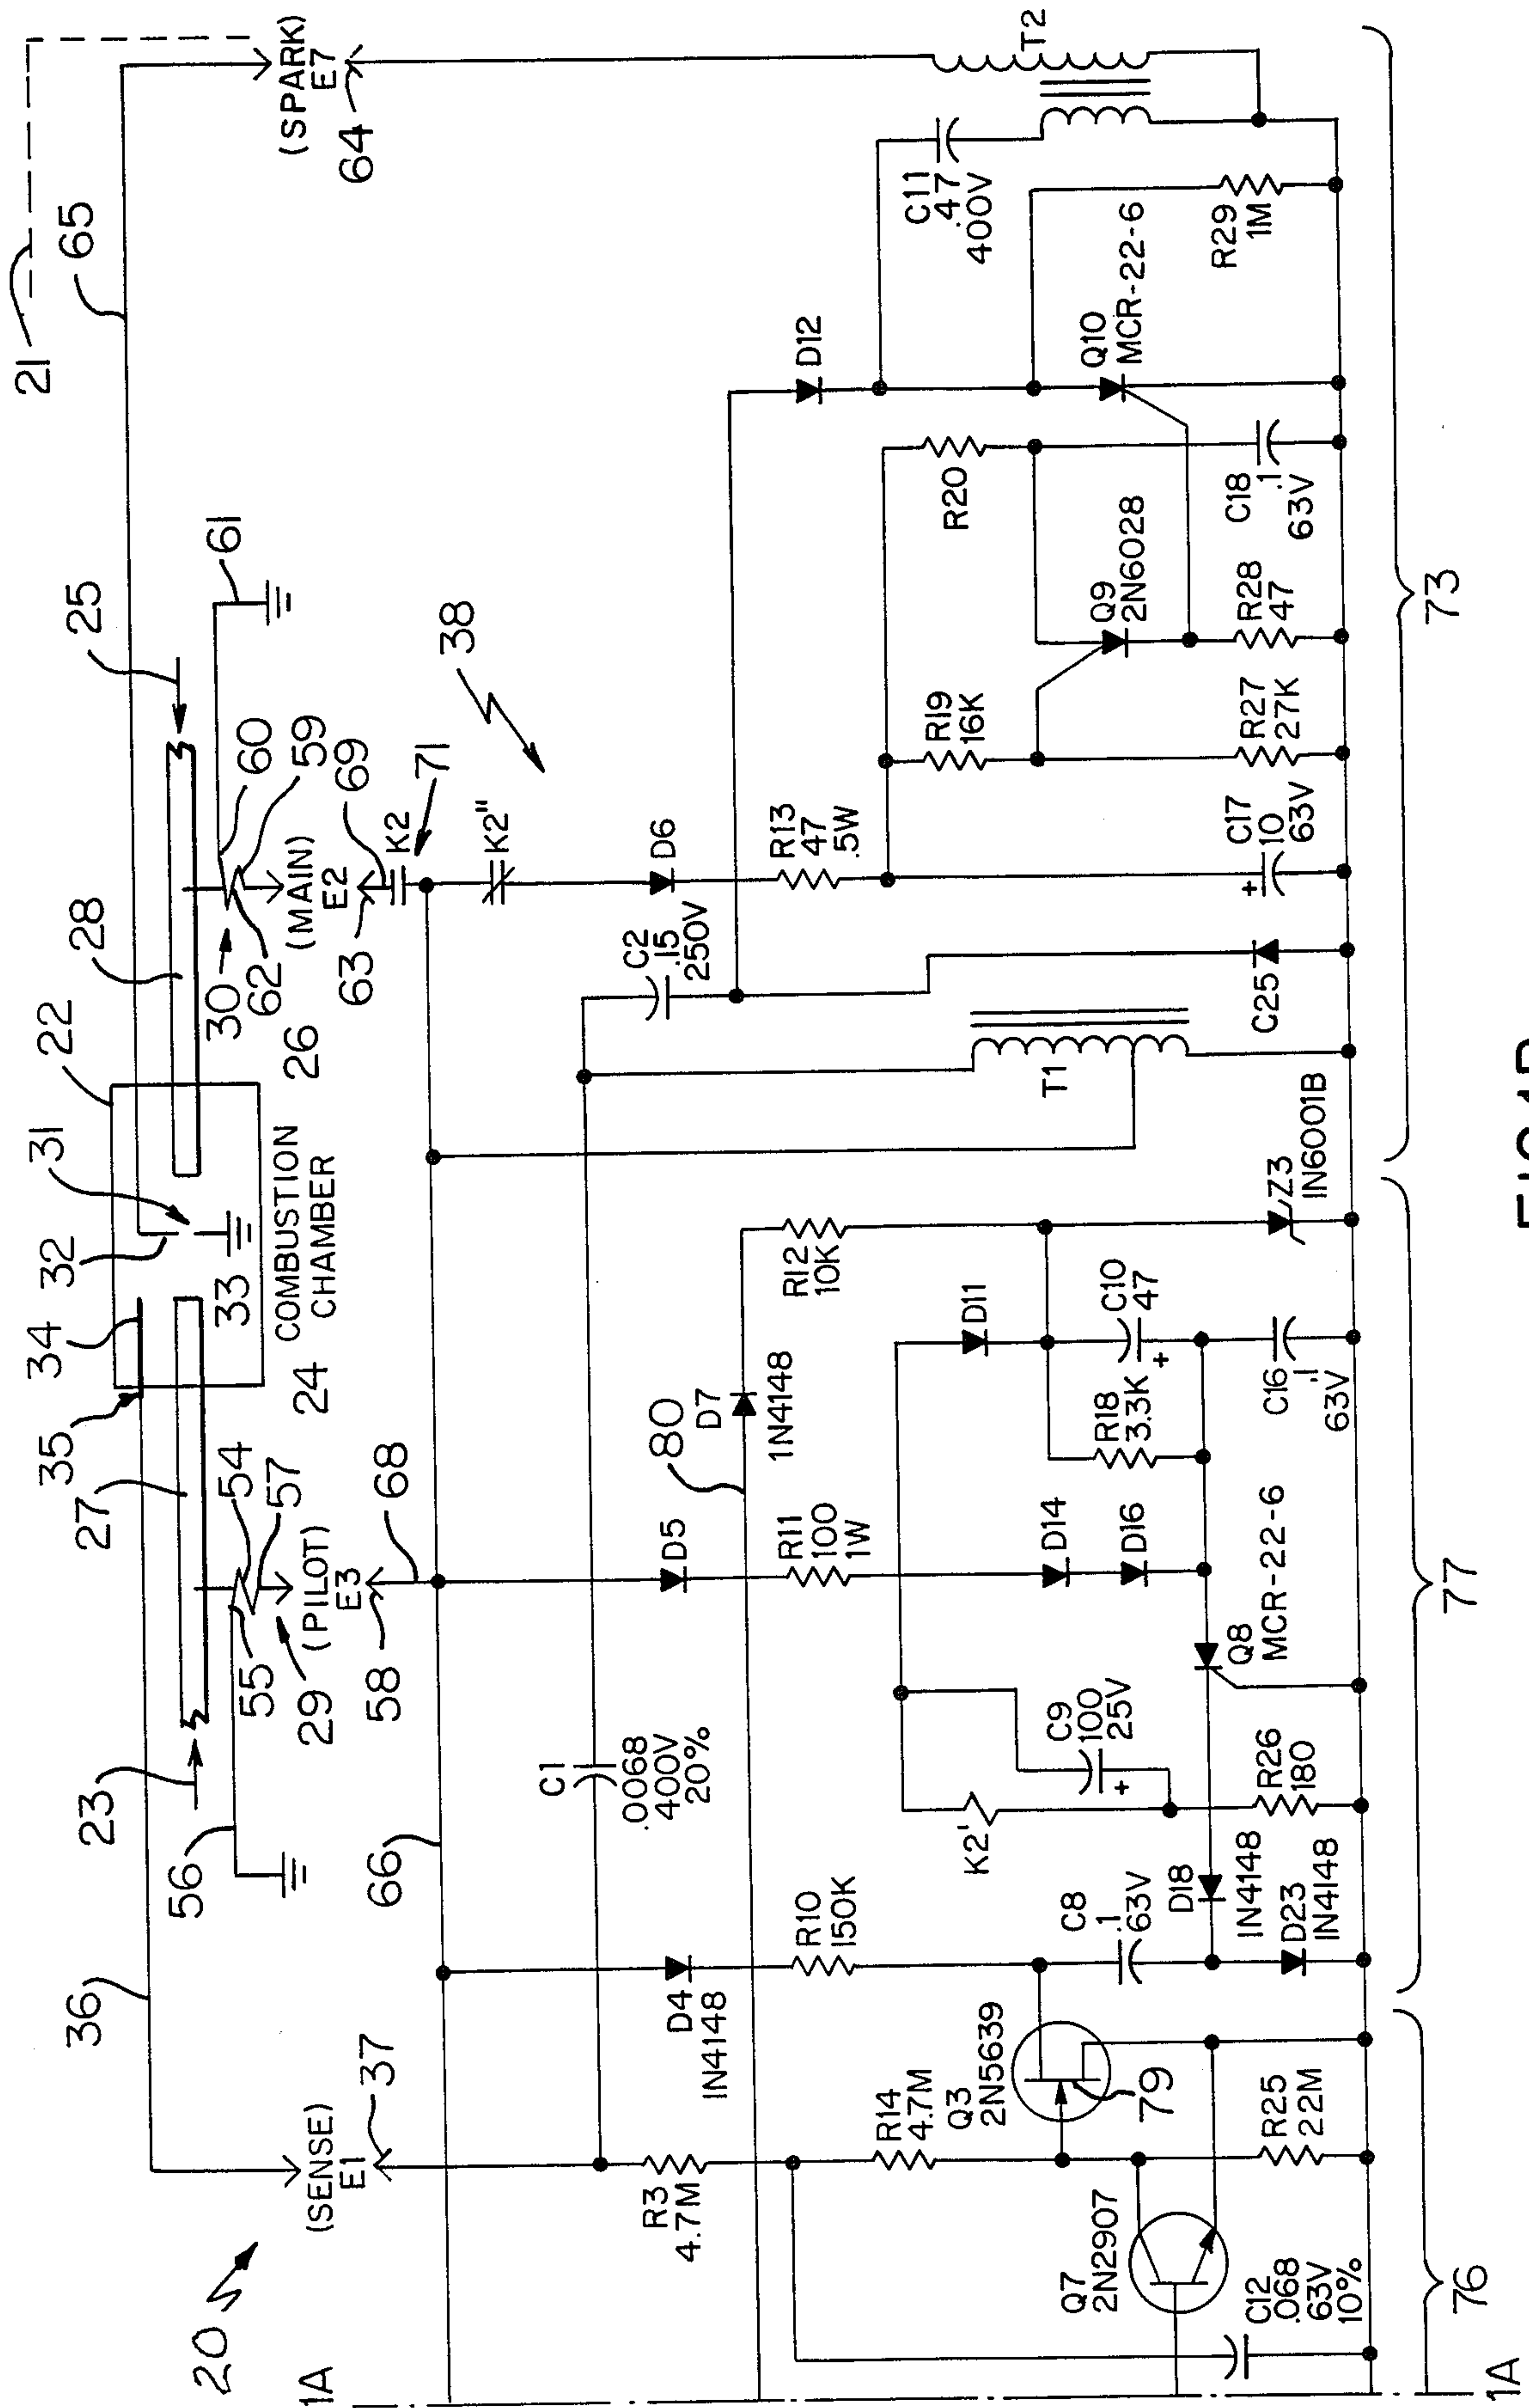 20
36
(SENSE)
E1
37
23
56
27
35
34
32
31
22
28
25
65
21
55
54
57
29
(PILOT)
E3
58
68
24
33
COMBUSTION
CHAMBER
26
30
62
60
59
61
(MAIN)
E2
63
69
K2
71
K2"
38
(SPARK)
E7
64
66
1A
R3
4.7M
D4
1N4148
R10
150K
C1
.0068
400V
20%
D5
R11
100
1W
80
D7
1N4148
R12
10K
C2
.15
250V
D6
R13
47
.5W
D12
C11
.47
400V
T2
R14
4.7M
Q3
2N5639
79
Q7
2N2907
R25
22M
C12
.068
63V
10%
C8
.1
63V
D18
1N4148
D23
1N4148
K2'
C9
100
25V
R26
180
Q8
MCR-22-6
D14
D16
D11
R18
3.3K
C10
47
C16
.1
63V
Z3
1N6001B
T1
C25
C17
10
63V
R19
16K
R27
27K
Q9
2N6028
R28
47
R20
C18
.1
63V
Q10
MCR-22-6
R29
1M
1A
76
77
73